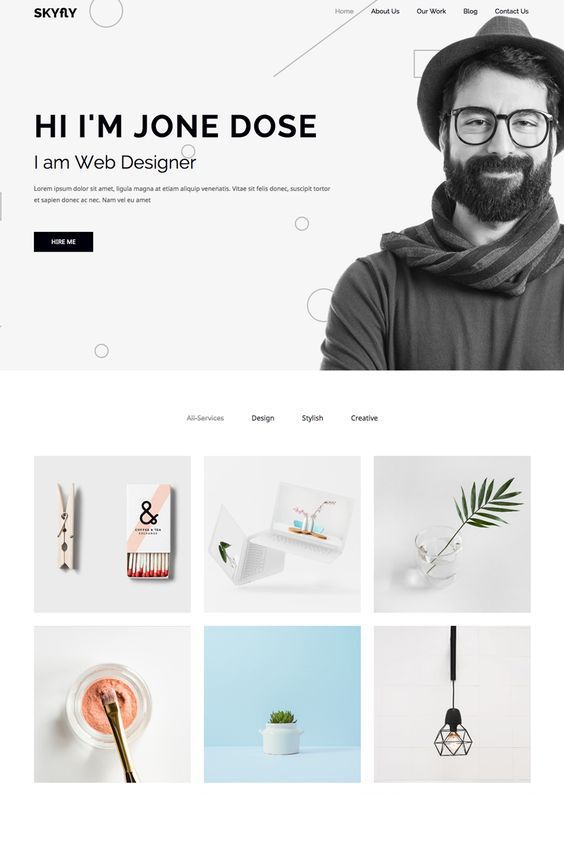 SKYflY
Home About Us Our Work Blog Contact Us
HI I'M JONE DOSE
I am Web Designer
Lorem ipsum dolor sit amet, ligula magna at etiam aliquip venenatis. Vitae sit felis donec, suscipit tortor
et sapien donec ac nec. Nam vel eu amet
HIRE ME
All-Services Design Stylish Creative
&
COFFEE & TEA
EXCHANGE